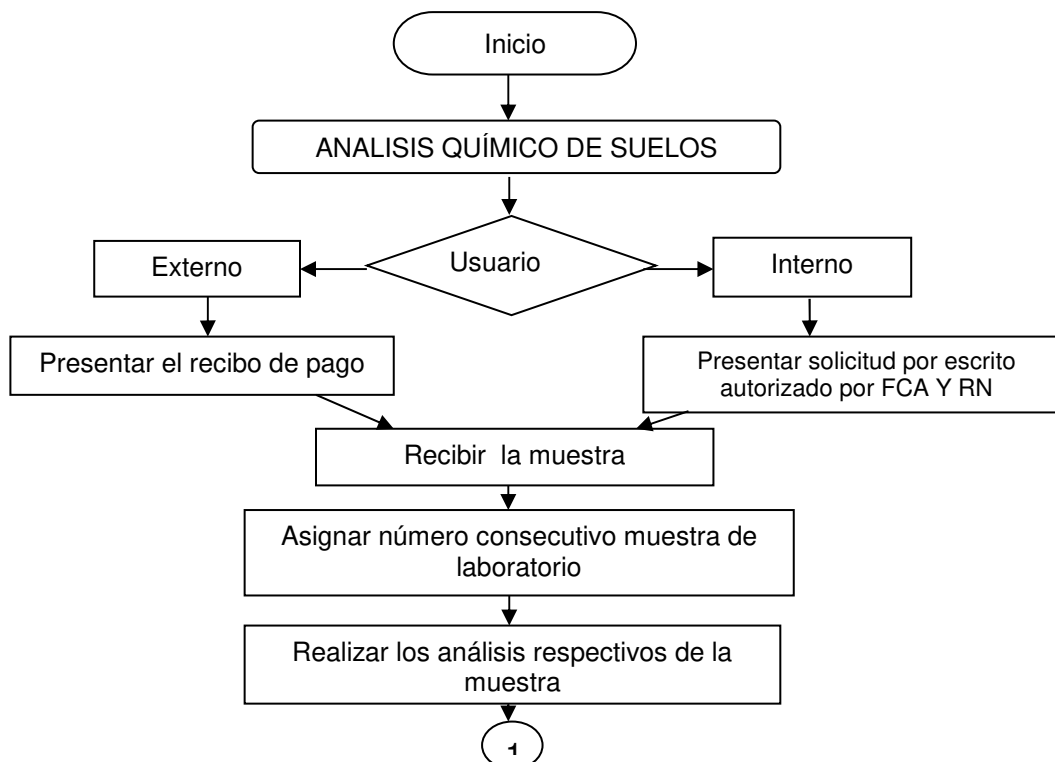 Inicio
ANALISIS QUÍMICO DE SUELOS
Usuario
Externo
Interno
Presentar el recibo de pago
Presentar solicitud por escrito
autorizado por FCA Y RN
Recibir la muestra
Asignar número consecutivo muestra de
laboratorio
Realizar los análisis respectivos de la
muestra
1